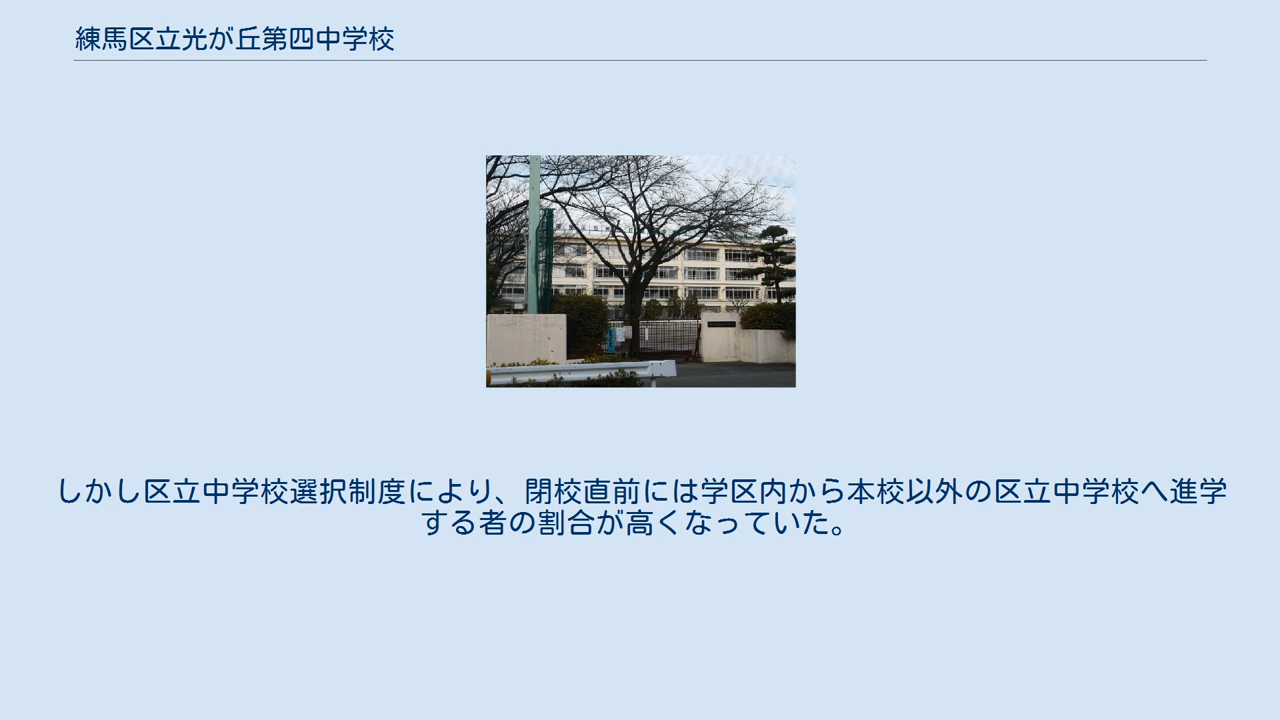 練馬区立光が丘第四中学校
しかし区立中学校選択制度により、閉校直前には学区内から本校以外の区立中学校へ進学
する者の割合が高くなっていた。